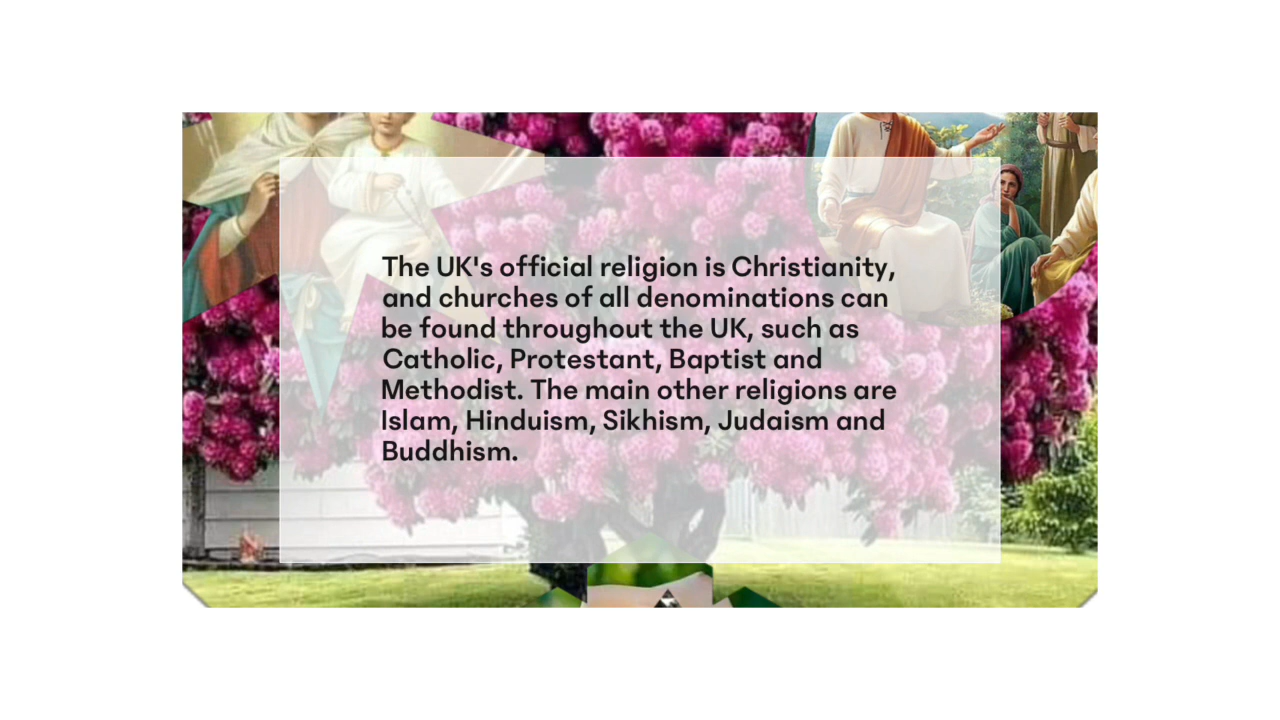 The UK's official religion is Christianity,
and churches of all denominations can
be found throughout the UK, such as
Catholic, Protestant, Baptist and
Methodist. The main other religions are
Islam, Hinduism, Sikhism, Judaism and
Buddhism.